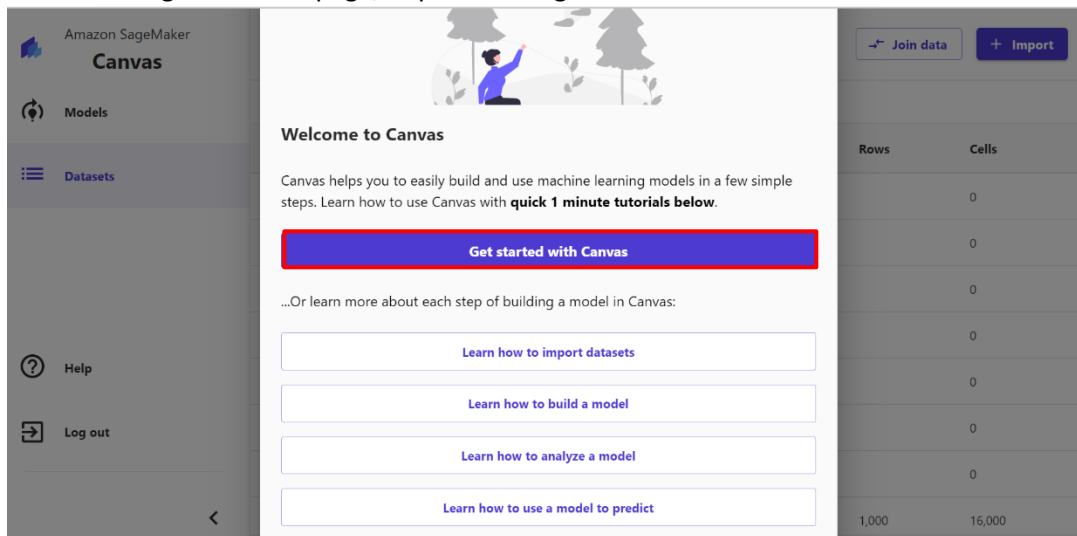 Amazon SageMaker
Canvas
Join data
+ Import
Models
Welcome to Canvas
Rows Cells
Datasets
Canvas helps you to easily build and use machine learning models in a few simple
steps. Learn how to use Canvas with quick 1 minute tutorials below.
0
Get started with Canvas
0
...Or learn more about each step of building a model in Canvas:
0
Learn how to import datasets
0
Help
0
Learn how to build a model
Log out
0
Learn how to analyze a model
0
Learn how to use a model to predict
1,000 16,000